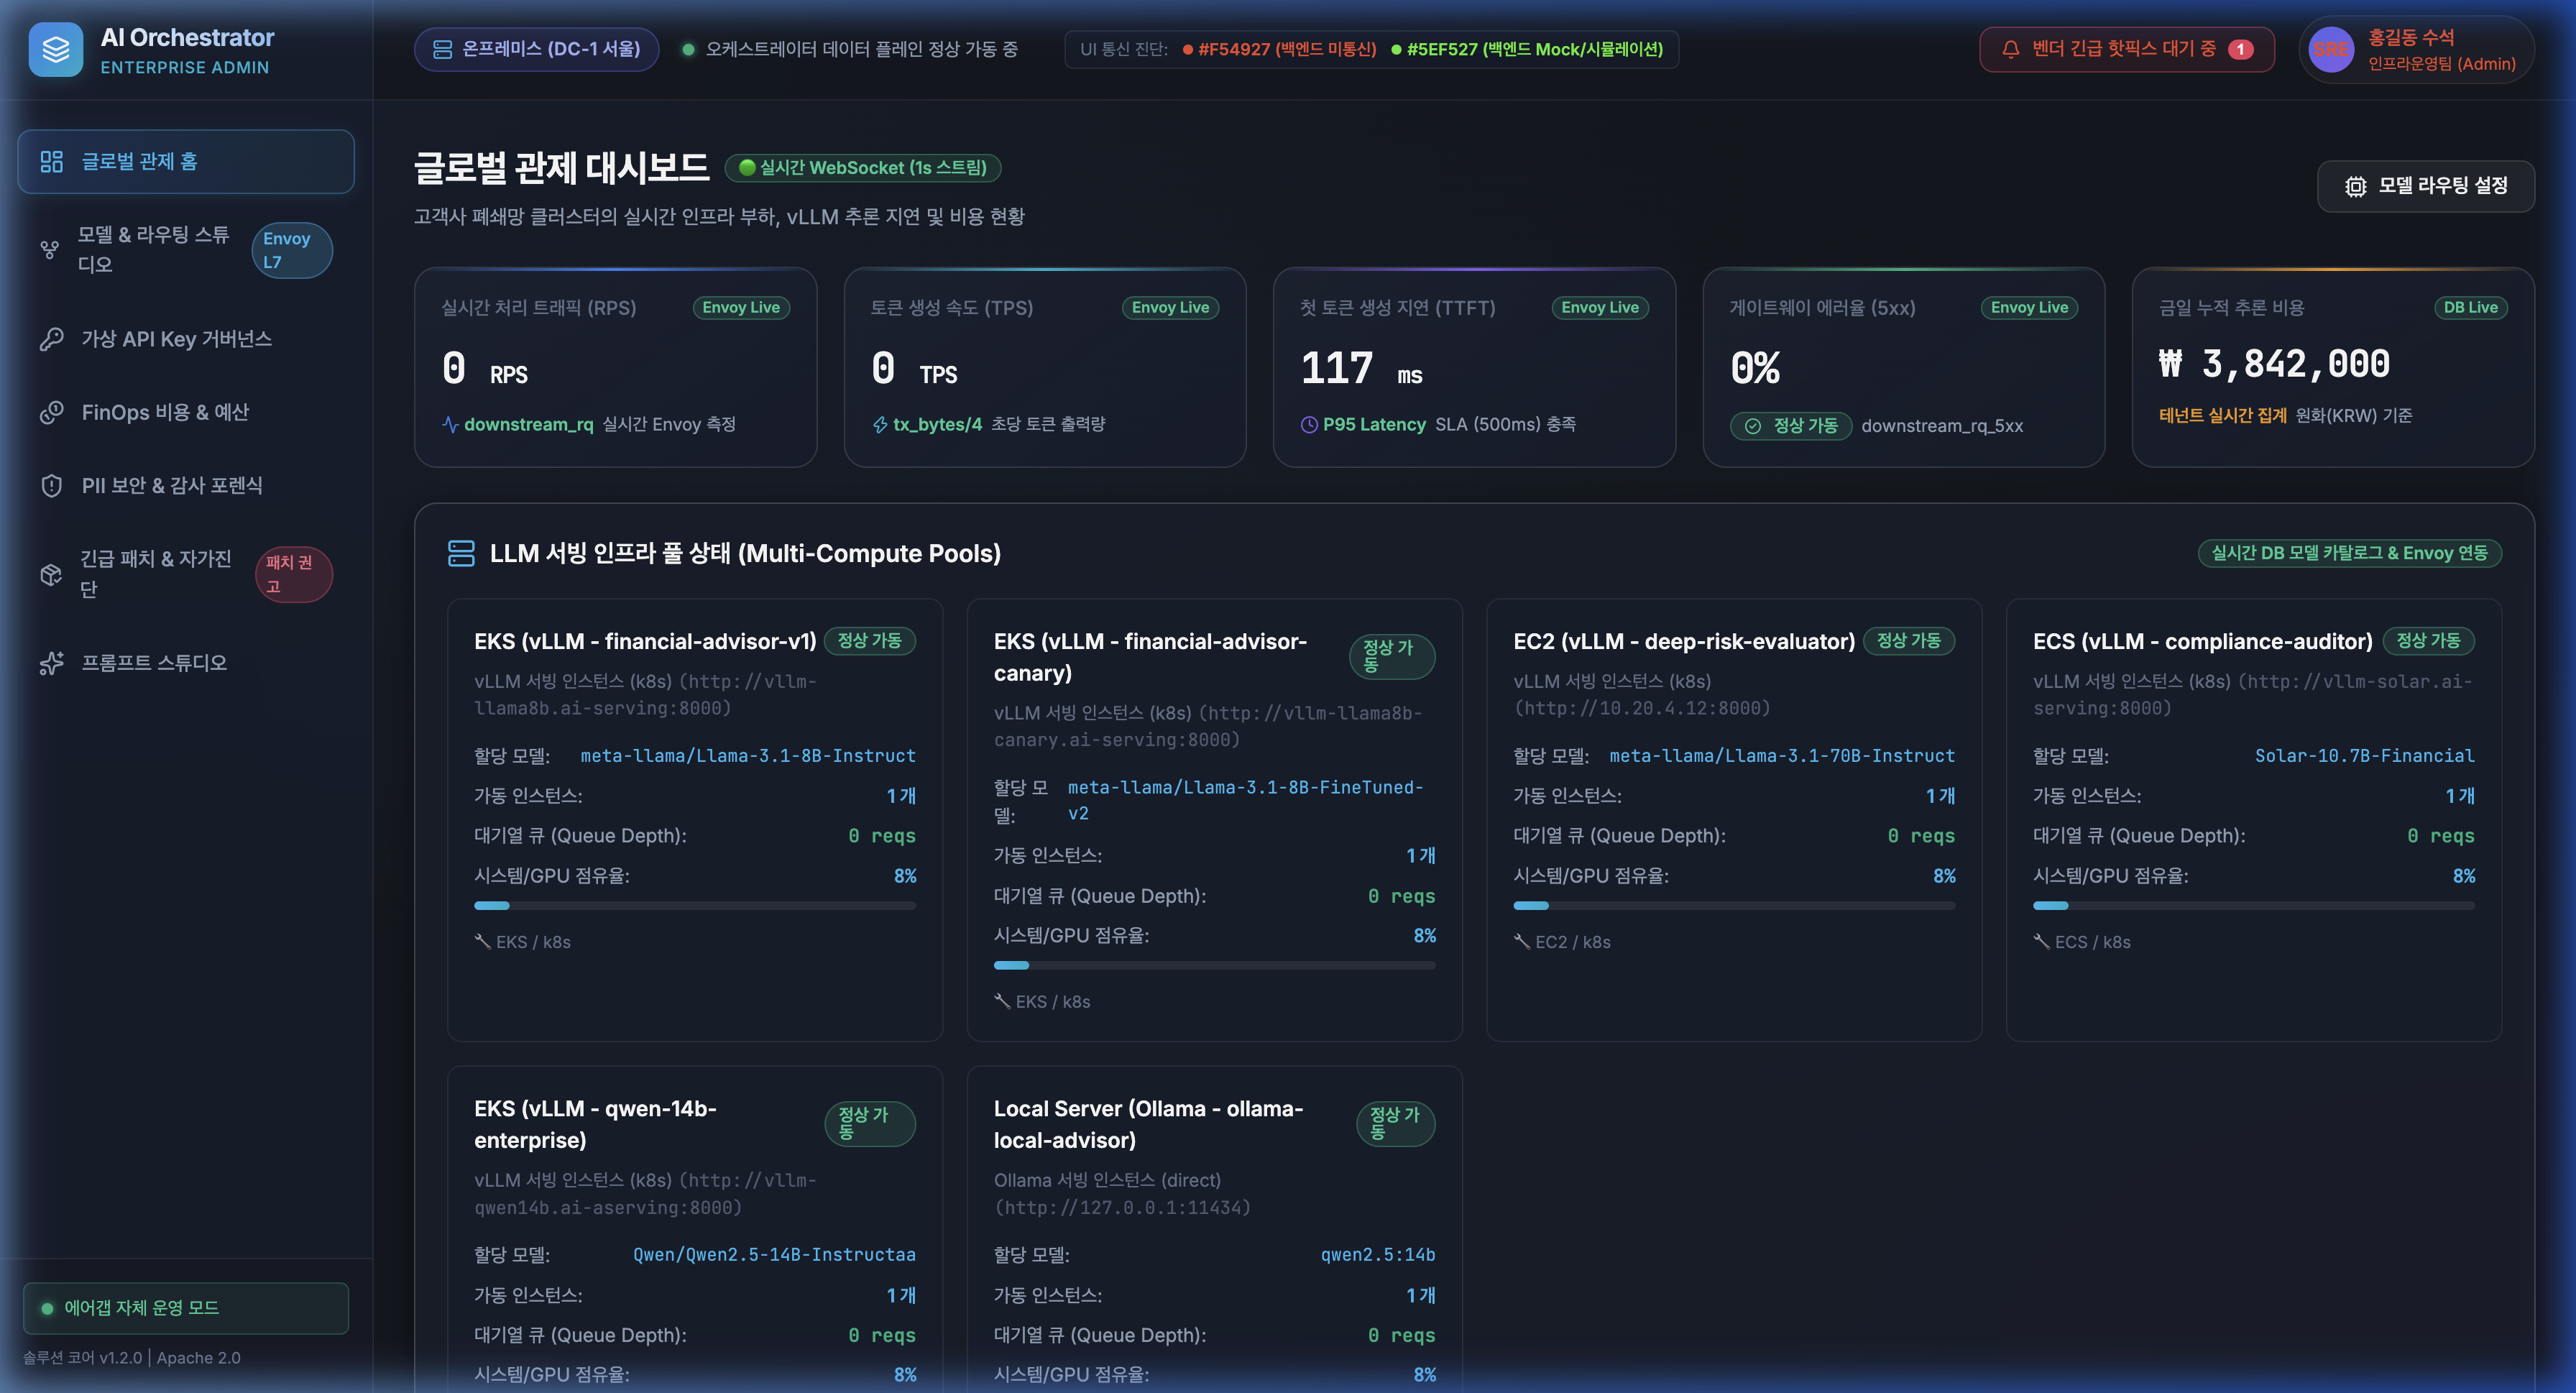 AI Orchestrator
ENTERPRISE ADMIN
온프레미스 (DC-1 서울)
오케스트레이터 데이터 플레인 정상 가동 중
UI 통신 진단: #F54927 (백엔드 미통신) #5EF527 (백엔드 Mock/시뮬레이션)
벤더 긴급 핫픽스 대기 중 1
SRE
홍길동 수석
인프라운영팀 (Admin)
글로벌 관제 홈
모델 & 라우팅 스튜
디오
Envoy
L7
가상 API Key 거버넌스
FinOps 비용 & 예산
PII 보안 & 감사 포렌식
긴급 패치 & 자가진
단
패치 권
고
프롬프트 스튜디오
에어갭 자체 운영 모드
솔루션 코어 v1.2.0 | Apache 2.0
글로벌 관제 대시보드
실시간 WebSocket (1s 스트림)
고객사 폐쇄망 클러스터의 실시간 인프라 부하, vLLM 추론 지연 및 비용 현황
모델 라우팅 설정
실시간 처리 트래픽 (RPS)
Envoy Live
0 RPS
downstream_rq 실시간 Envoy 측정
토큰 생성 속도 (TPS)
Envoy Live
0 TPS
tx_bytes/4 초당 토큰 출력량
첫 토큰 생성 지연 (TTFT)
Envoy Live
117 ms
P95 Latency SLA (500ms) 충족
게이트웨이 에러율 (5xx)
Envoy Live
0%
정상 가동 downstream_rq_5xx
금일 누적 추론 비용
DB Live
₩ 3,842,000
테넌트 실시간 집계 원화(KRW) 기준
LLM 서빙 인프라 풀 상태 (Multi-Compute Pools)
실시간 DB 모델 카탈로그 & Envoy 연동
EKS (vLLM - financial-advisor-v1)
정상 가동
vLLM 서빙 인스턴스 (k8s) (http://vllm-
llama8b.ai-serving:8000)
할당 모델: meta-llama/Llama-3.1-8B-Instruct
가동 인스턴스: 1개
대기열 큐 (Queue Depth): 0 reqs
시스템/GPU 점유율: 8%
EKS / k8s
EKS (vLLM - financial-advisor-
canary)
정상 가
동
vLLM 서빙 인스턴스 (k8s) (http://vllm-llama8b-
canary.ai-serving:8000)
할당 모
델:
meta-llama/Llama-3.1-8B-FineTuned-
v2
가동 인스턴스: 1개
대기열 큐 (Queue Depth): 0 reqs
시스템/GPU 점유율: 8%
EKS / k8s
EC2 (vLLM - deep-risk-evaluator)
정상 가동
vLLM 서빙 인스턴스 (k8s)
(http://10.20.4.12:8000)
할당 모델: meta-llama/Llama-3.1-70B-Instruct
가동 인스턴스: 1개
대기열 큐 (Queue Depth): 0 reqs
시스템/GPU 점유율: 8%
EC2 / k8s
ECS (vLLM - compliance-auditor)
정상 가동
vLLM 서빙 인스턴스 (k8s) (http://vllm-solar.ai-
serving:8000)
할당 모델: Solar-10.7B-Financial
가동 인스턴스: 1개
대기열 큐 (Queue Depth): 0 reqs
시스템/GPU 점유율: 8%
ECS / k8s
EKS (vLLM - qwen-14b-
enterprise)
정상 가
동
vLLM 서빙 인스턴스 (k8s) (http://vllm-
qwen14b.ai-aserving:8000)
할당 모델: Qwen/Qwen2.5-14B-Instructaa
가동 인스턴스: 1개
대기열 큐 (Queue Depth): 0 reqs
시스템/GPU 점유율: 8%
Local Server (Ollama - ollama-
local-advisor)
정상 가
동
Ollama 서빙 인스턴스 (direct)
(http://127.0.0.1:11434)
할당 모델: qwen2.5:14b
가동 인스턴스: 1개
대기열 큐 (Queue Depth): 0 reqs
시스템/GPU 점유율: 8%